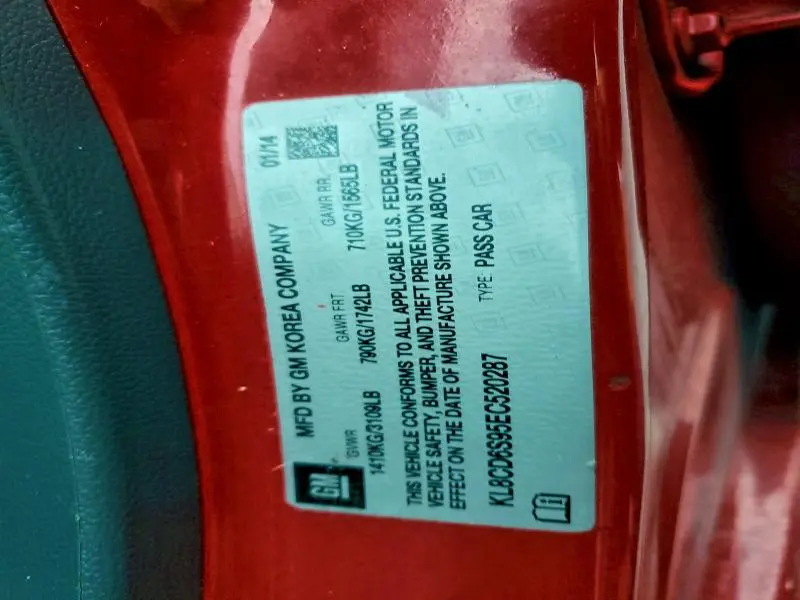 GM
MFD BY GM KOREA COMPANY 01/14
GVWR GAWR FRT GAWR RR
1410KG/3109LB 790KG/1742LB 710KG/1565LB
THIS VEHICLE CONFORMS TO ALL APPLICABLE U.S. FEDERAL MOTOR
VEHICLE SAFETY, BUMPER, AND THEFT PREVENTION STANDARDS IN
EFFECT ON THE DATE OF MANUFACTURE SHOWN ABOVE.
KL8CD6S95EC520287 TYPE: PASS CAR